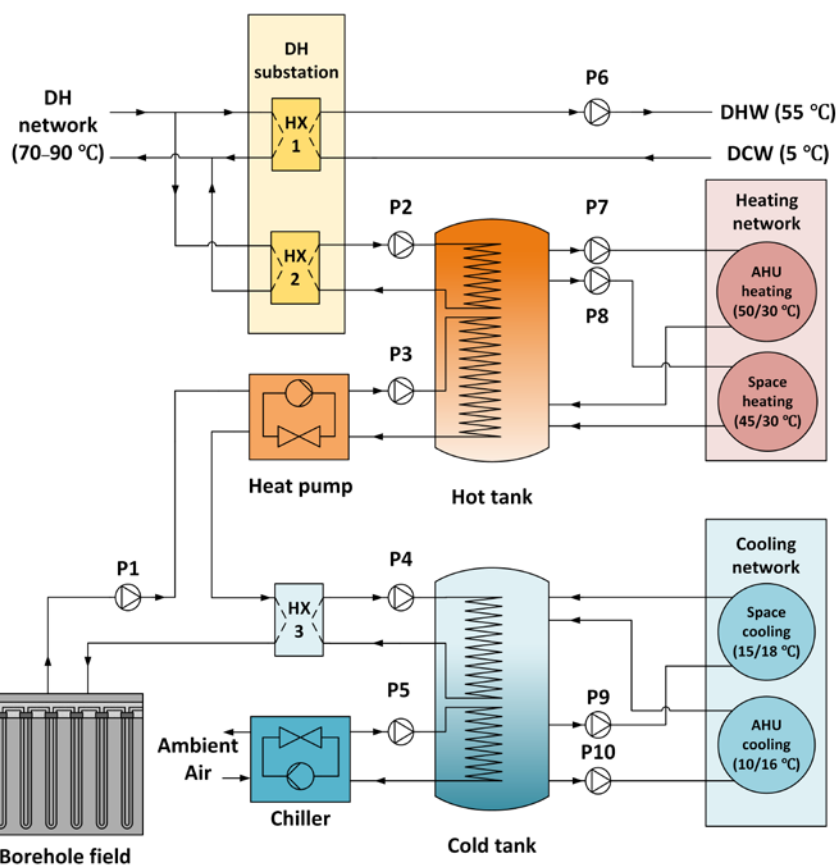 DH
substation
DH
network
(70–90 ℃)
HX
1
P6
DHW (55 ℃)
DCW (5 ℃)
HX
2
P2
P7
P8
Heating
network
AHU
heating
(50/30 ℃)
Space
heating
(45/30 ℃)
P3
Heat pump
Hot tank
P1
HX
3
P4
Cooling
network
Space
cooling
(15/18 ℃)
P5
P9
P10
AHU
cooling
(10/16 ℃)
Ambient
Air
Chiller
Cold tank
Borehole field